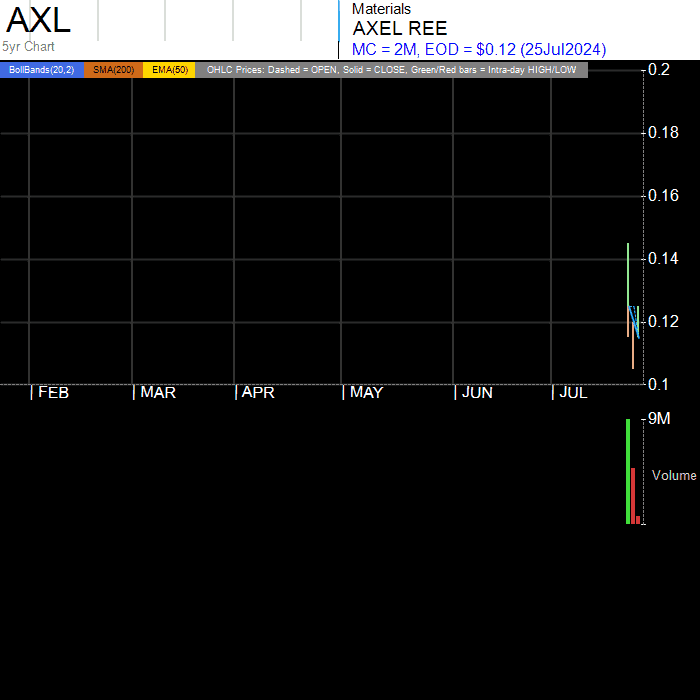 AXL
5yr Chart
Materials
AXEL REE
MC = 2M, EOD = $0.12 (25Jul2024)
BollBands(20,2) SMA(200) EMA(50) OHLC Prices: Dashed = OPEN, Solid = CLOSE, Green/Red bars = Intra-day HIGH/LOW
0.2
0.18
0.16
0.14
0.12
0.1
| FEB | MAR | APR | MAY | JUN | JUL
9M
Volume